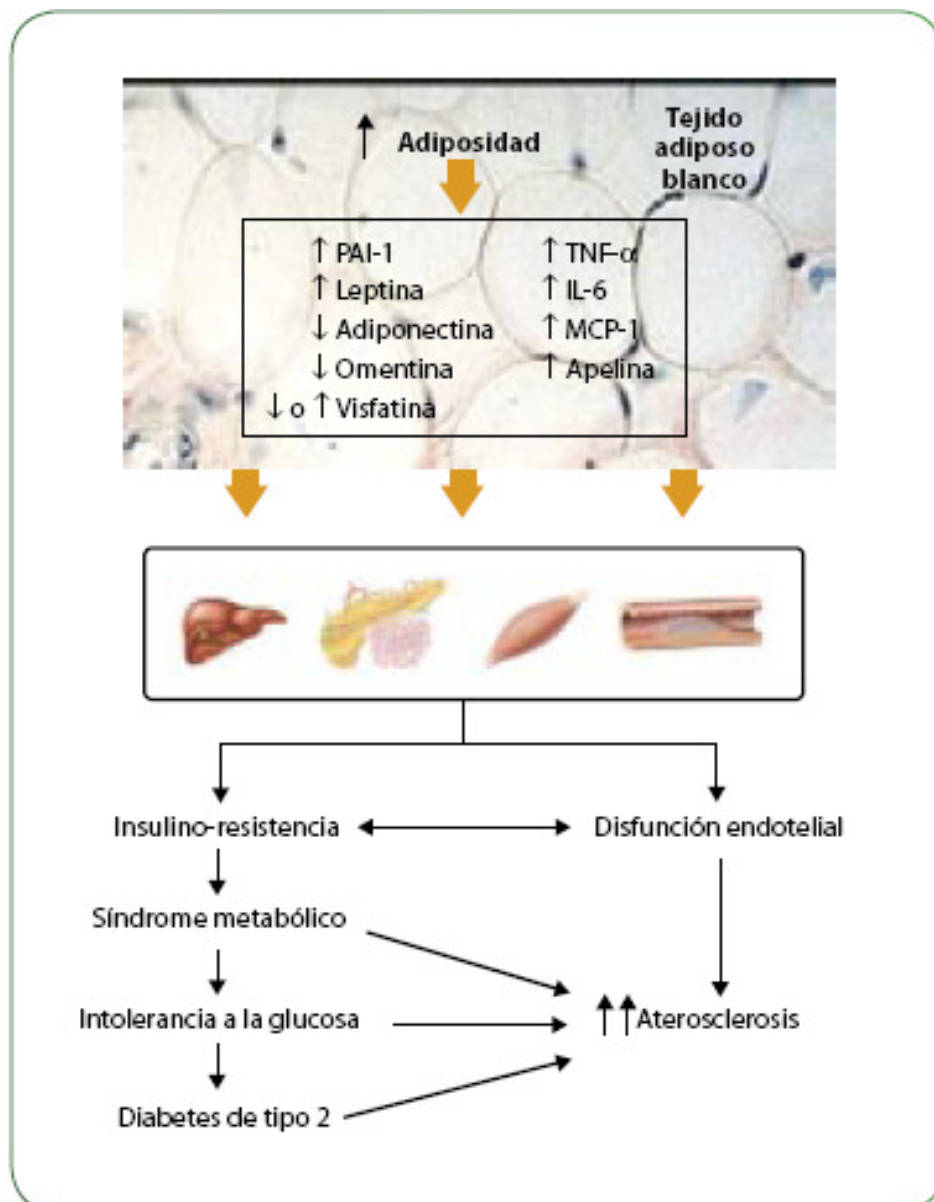 ↑ Adiposidad
Tejido
adiposo
blanco
↑ PAI-1
↑ Leptina
↓ Adiponectina
↓ Omentina
↓ o ↑ Visfatina
↑ TNF-α
↑ IL-6
↑ MCP-1
↑ Apelina
Insulino-resistencia
Disfunción endotelial
Síndrome metabólico
Intolerancia a la glucosa
↑↑ Aterosclerosis
Diabetes de tipo 2